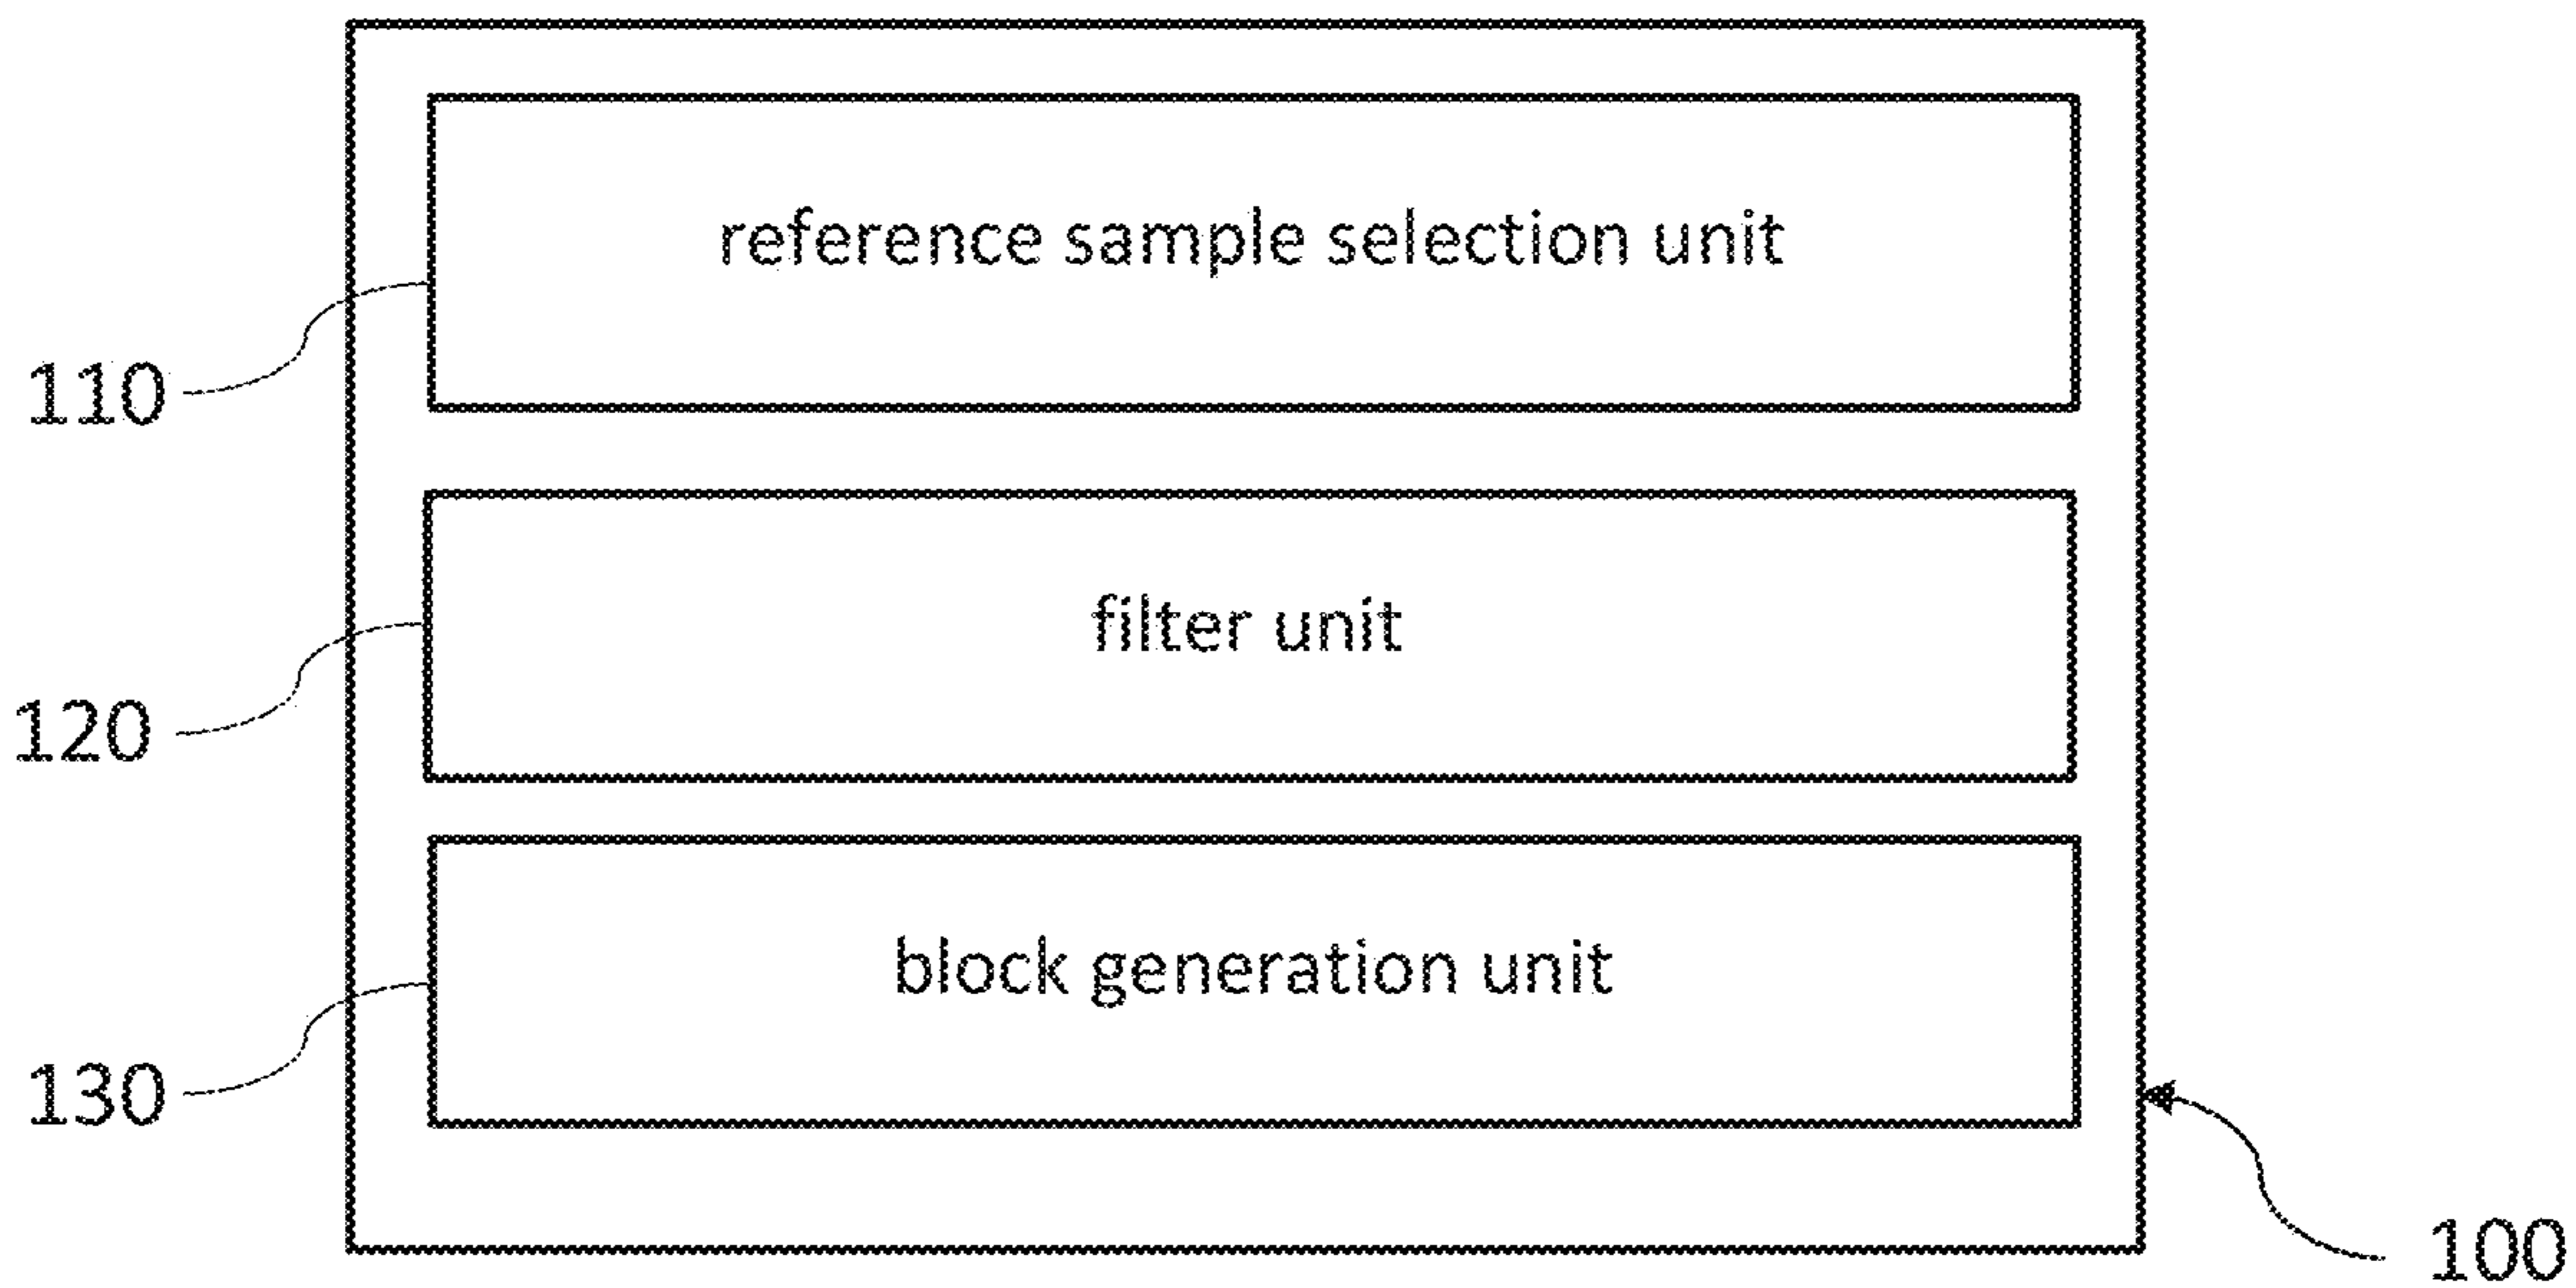 reference sample selection unit
110
filter unit
120
block generation unit
130
100